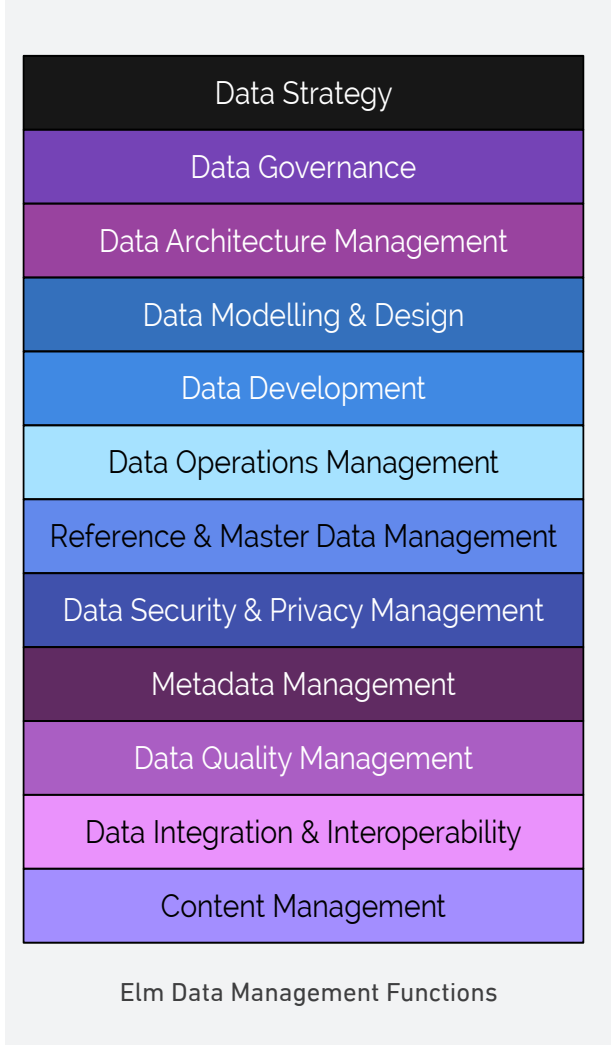 Data Strategy
Data Governance
Data Architecture Management
Data Modelling & Design
Data Development
Data Operations Management
Reference & Master Data Management
Data Security & Privacy Management
Metadata Management
Data Quality Management
Data Integration & Interoperability
Content Management
Elm Data Management Functions